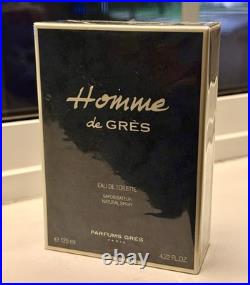 Homme
de GRÈS
EAU DE TOILETTE
VAPORISATEUR
NATURAL SPRAY
PARFUMS GRÈS
PARIS
℮ 125 ml 4.22 FL.OZ